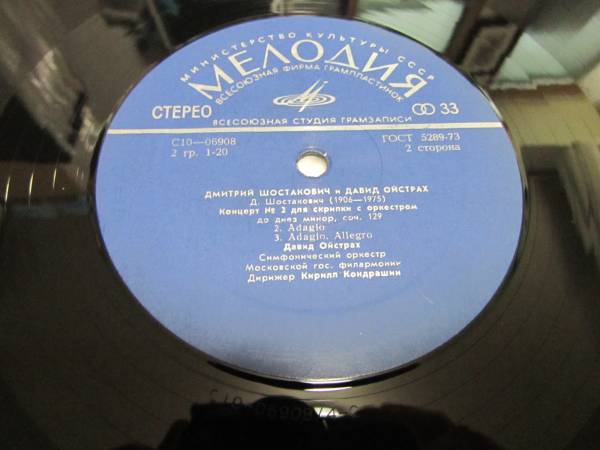 МИНИСТЕРСТВО КУЛЬТУРЫ СССР
МЕЛОДИЯ
ВСЕСОЮЗНАЯ ФИРМА ГРАМПЛАСТИНОК
СТЕРЕО
33
ВСЕСОЮЗНАЯ СТУДИЯ ГРАМЗАПИСИ
С10—06908
ГОСТ 5289-73
2 гр. 1-20
2 сторона
ДМИТРИЙ ШОСТАКОВИЧ и ДАВИД ОЙСТРАХ
Д. Шостакович (1906—1975)
Концерт № 2 для скрипки с оркестром
до диез минор, соч. 129
2. Adagio
3. Adagio. Allegro
Давид Ойстрах
Симфонический оркестр
Московской гос. филармонии
Дирижер Кирилл Кондрашин